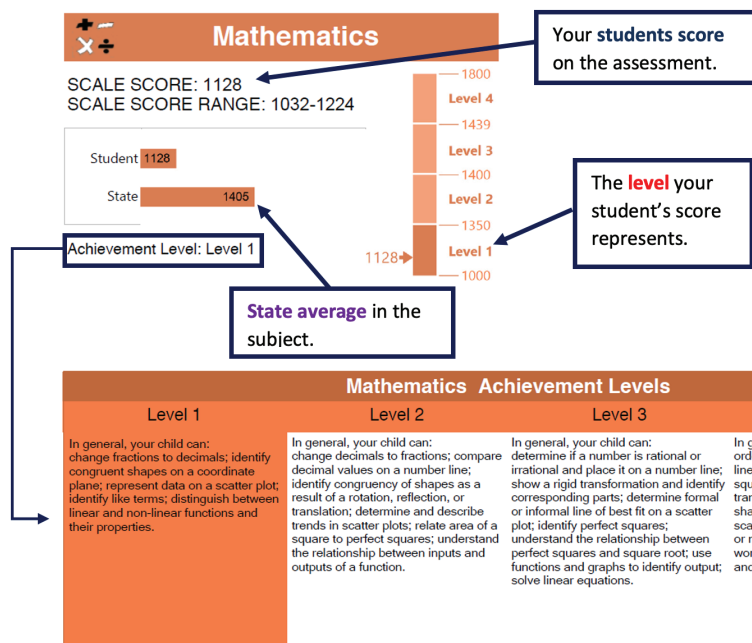 Mathematics
Your students score
on the assessment.
SCALE SCORE: 1128
SCALE SCORE RANGE: 1032-1224
Student 1128
State 1405
1800
Level 4
1439
Level 3
1400
Level 2
1350
Level 1
1128
1000
The level your
student’s score
represents.
Achievement Level: Level 1
State average in the
subject.
Mathematics Achievement Levels
Level 1
In general, your child can:
change fractions to decimals; identify
congruent shapes on a coordinate
plane; represent data on a scatter plot;
identify like terms; distinguish between
linear and non-linear functions and
their properties.
Level 2
In general, your child can:
change decimals to fractions; compare
decimal values on a number line;
identify congruency of shapes as a
result of a rotation, reflection, or
translation; determine and describe
trends in scatter plots; relate area of a
square to perfect squares; understand
the relationship between inputs and
outputs of a function.
Level 3
In general, your child can:
determine if a number is rational or
irrational and place it on a number line;
show a rigid transformation and identify
corresponding parts; determine formal
or informal line of best fit on a scatter
plot; identify perfect squares;
understand the relationship between
perfect squares and square root; use
functions and graphs to identify output;
solve linear equations.